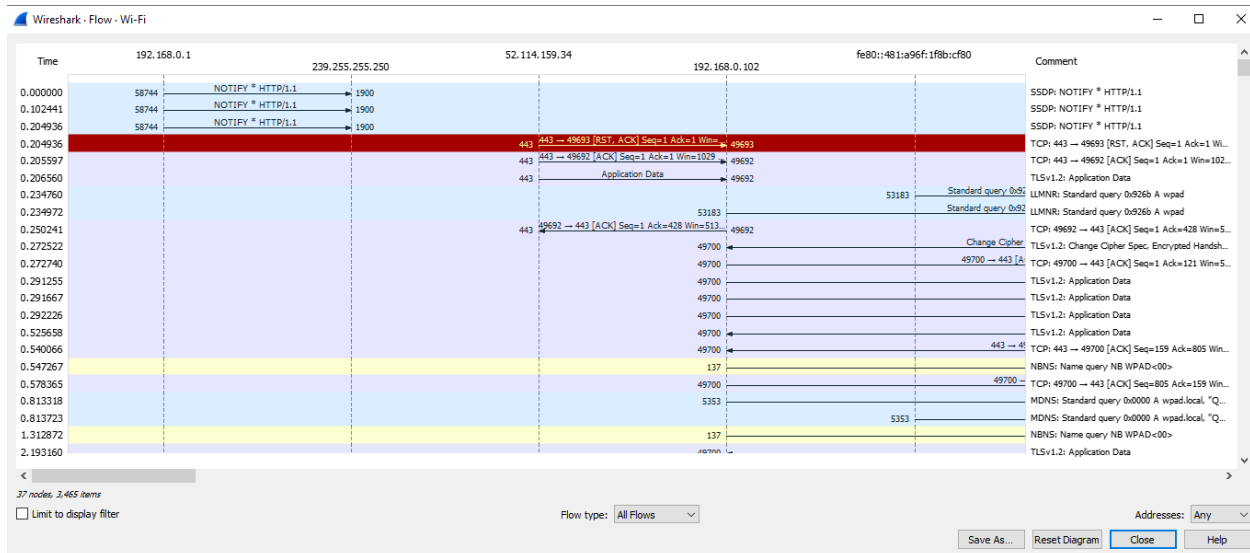 Wireshark · Flow · Wi-Fi
Time 192.168.0.1 239.255.255.250 52.114.159.34 192.168.0.102 fe80::481:a96f:1f8b:cf80 Comment
0.000000 58744 NOTIFY * HTTP/1.1 1900 SSDP: NOTIFY * HTTP/1.1
0.102441 58744 NOTIFY * HTTP/1.1 1900 SSDP: NOTIFY * HTTP/1.1
0.204936 58744 NOTIFY * HTTP/1.1 1900 SSDP: NOTIFY * HTTP/1.1
0.204936 443 443 → 49693 [RST, ACK] Seq=1 Ack=1 Win=... 49693 TCP: 443 → 49693 [RST, ACK] Seq=1 Ack=1 Wi...
0.205597 443 443 → 49692 [ACK] Seq=1 Ack=1 Win=1029 ... 49692 TCP: 443 → 49692 [ACK] Seq=1 Ack=1 Win=102...
0.206560 443 Application Data 49692 TLSv1.2: Application Data
0.234760 53183 Standard query 0x92 LLMNR: Standard query 0x926b A wpad
0.234972 53183 Standard query 0x92 LLMNR: Standard query 0x926b A wpad
0.250241 443 49692 → 443 [ACK] Seq=1 Ack=428 Win=513... 49692 TCP: 49692 → 443 [ACK] Seq=1 Ack=428 Win=5...
0.272522 49700 Change Cipher TLSv1.2: Change Cipher Spec, Encrypted Handsh...
0.272740 49700 49700 → 443 [A TCP: 49700 → 443 [ACK] Seq=1 Ack=121 Win=5...
0.291255 49700 TLSv1.2: Application Data
0.291667 49700 TLSv1.2: Application Data
0.292226 49700 TLSv1.2: Application Data
0.525658 49700 TLSv1.2: Application Data
0.540066 49700 443 → 49 TCP: 443 → 49700 [ACK] Seq=159 Ack=805 Win...
0.547267 137 NBNS: Name query NB WPAD<00>
0.578365 49700 49700 → TCP: 49700 → 443 [ACK] Seq=805 Ack=159 Win...
0.813318 5353 MDNS: Standard query 0x0000 A wpad.local, "Q...
0.813723 5353 MDNS: Standard query 0x0000 A wpad.local, "Q...
1.312872 137 NBNS: Name query NB WPAD<00>
2.193160 49700 TLSv1.2: Application Data
37 nodes, 3,465 items
Limit to display filter Flow type: All Flows Addresses: Any
Save As... Reset Diagram Close Help